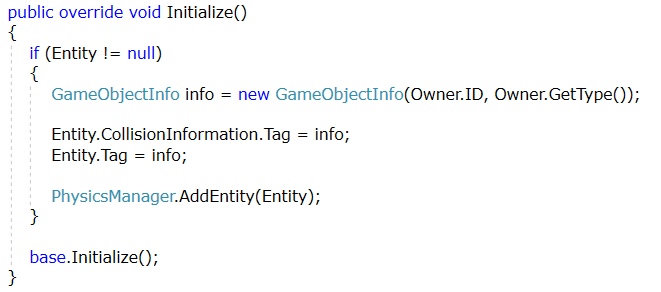 public override void Initialize()
{
if (Entity != null)
{
GameObjectInfo info = new GameObjectInfo(Owner.ID, Owner.GetType());
Entity.CollisionInformation.Tag = info;
Entity.Tag = info;
PhysicsManager.AddEntity(Entity);
}
base.Initialize();
}